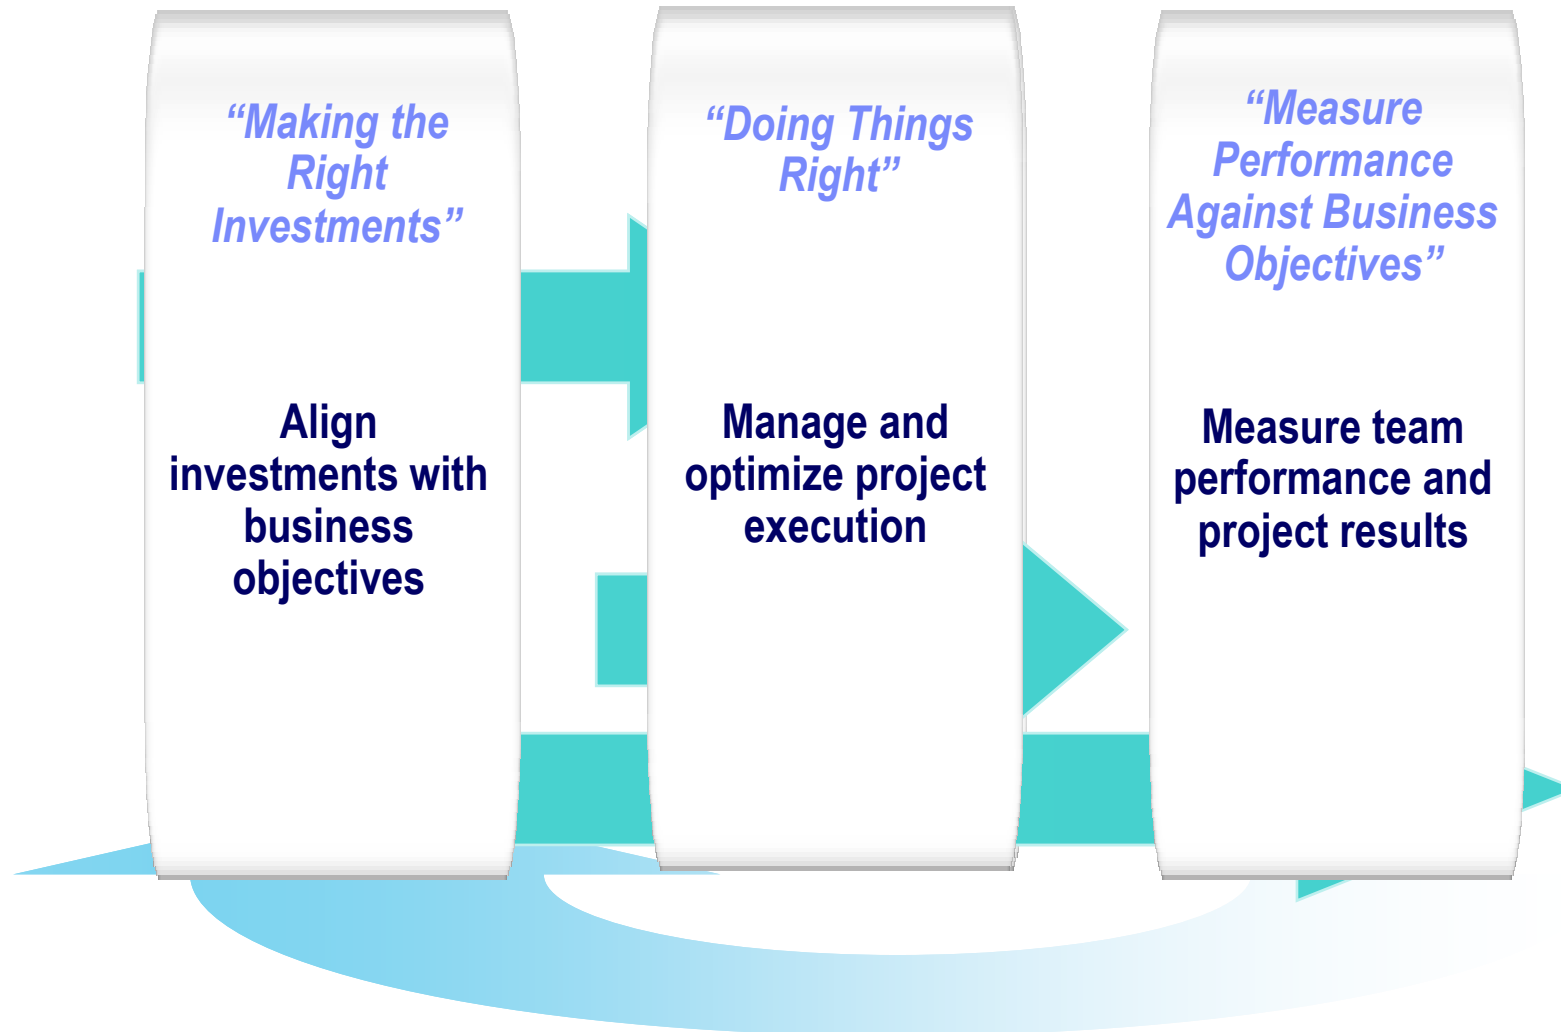 “Making the
Right
Investments”
Align
investments with
business
objectives
“Doing Things
Right”
Manage and
optimize project
execution
“Measure
Performance
Against Business
Objectives”
Measure team
performance and
project results